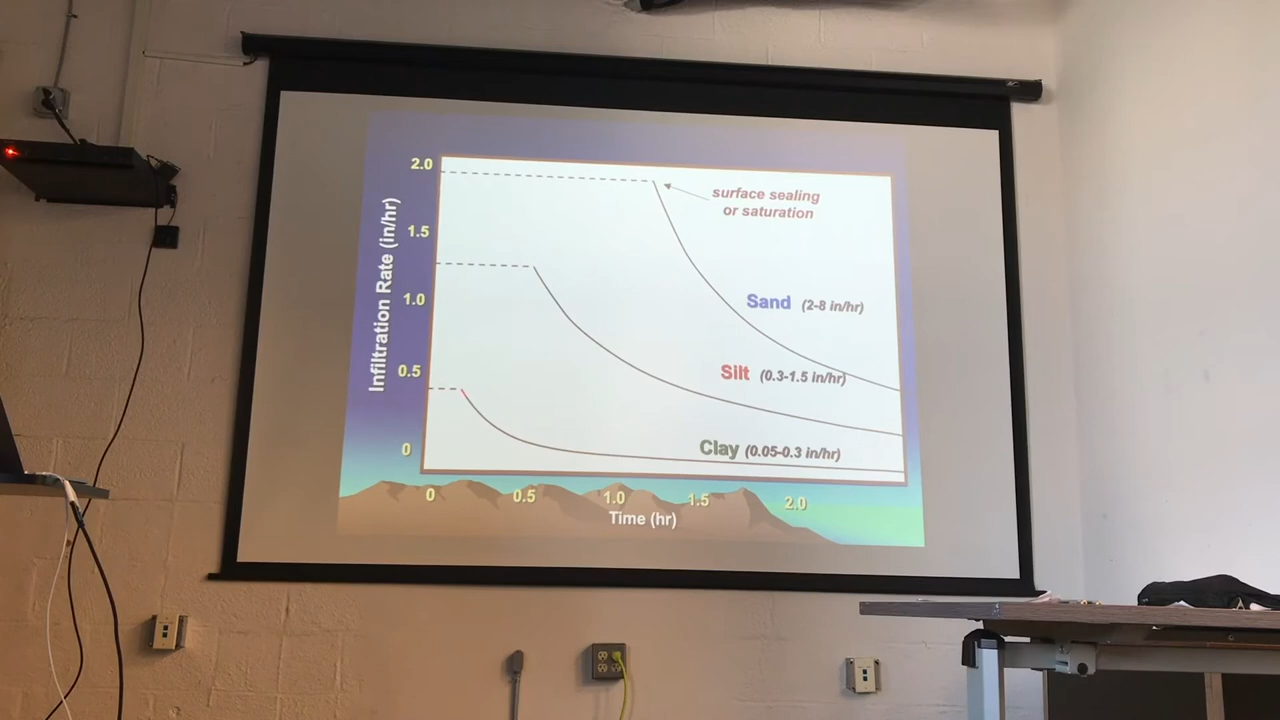 2.0
1.5
1.0
0.5
0
Infiltration Rate (in/hr)
surface sealing
or saturation
Sand (2-8 in/hr)
Silt (0.3-1.5 in/hr)
Clay (0.05-0.3 in/hr)
0 0.5 1.0 1.5 2.0
Time (hr)